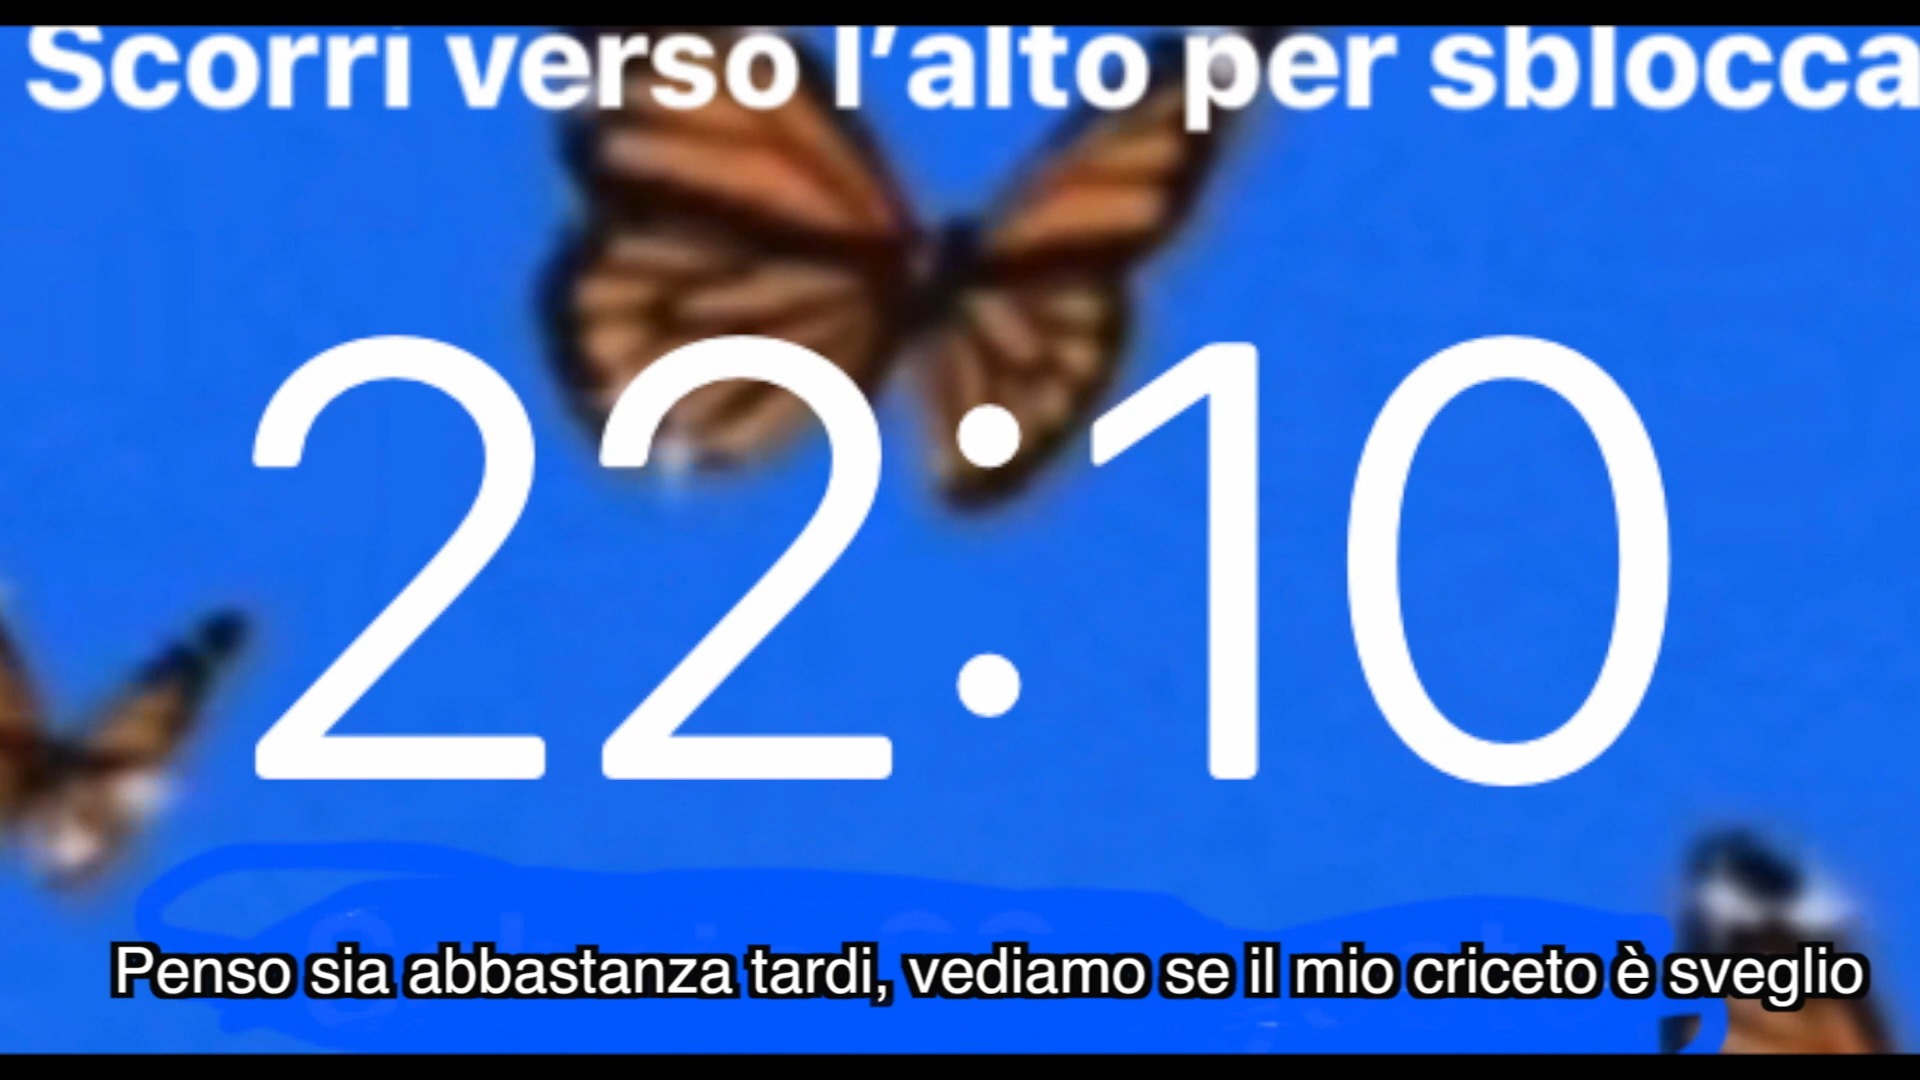 Scorri verso l'alto per sblocca
22:10
Penso sia abbastanza tardi, vediamo se il mio criceto è sveglio